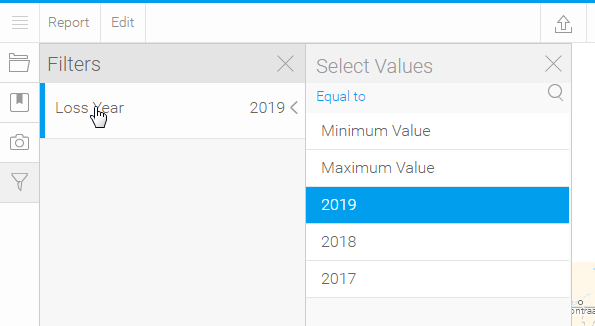 Report Edit
Filters
Select Values
Loss Year 2019
Equal to
Minimum Value
Maximum Value
2019
2018
2017